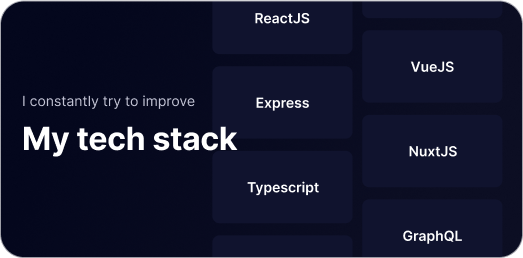 I constantly try to improve
My tech stack
ReactJS
Express
Typescript
VueJS
NuxtJS
GraphQL